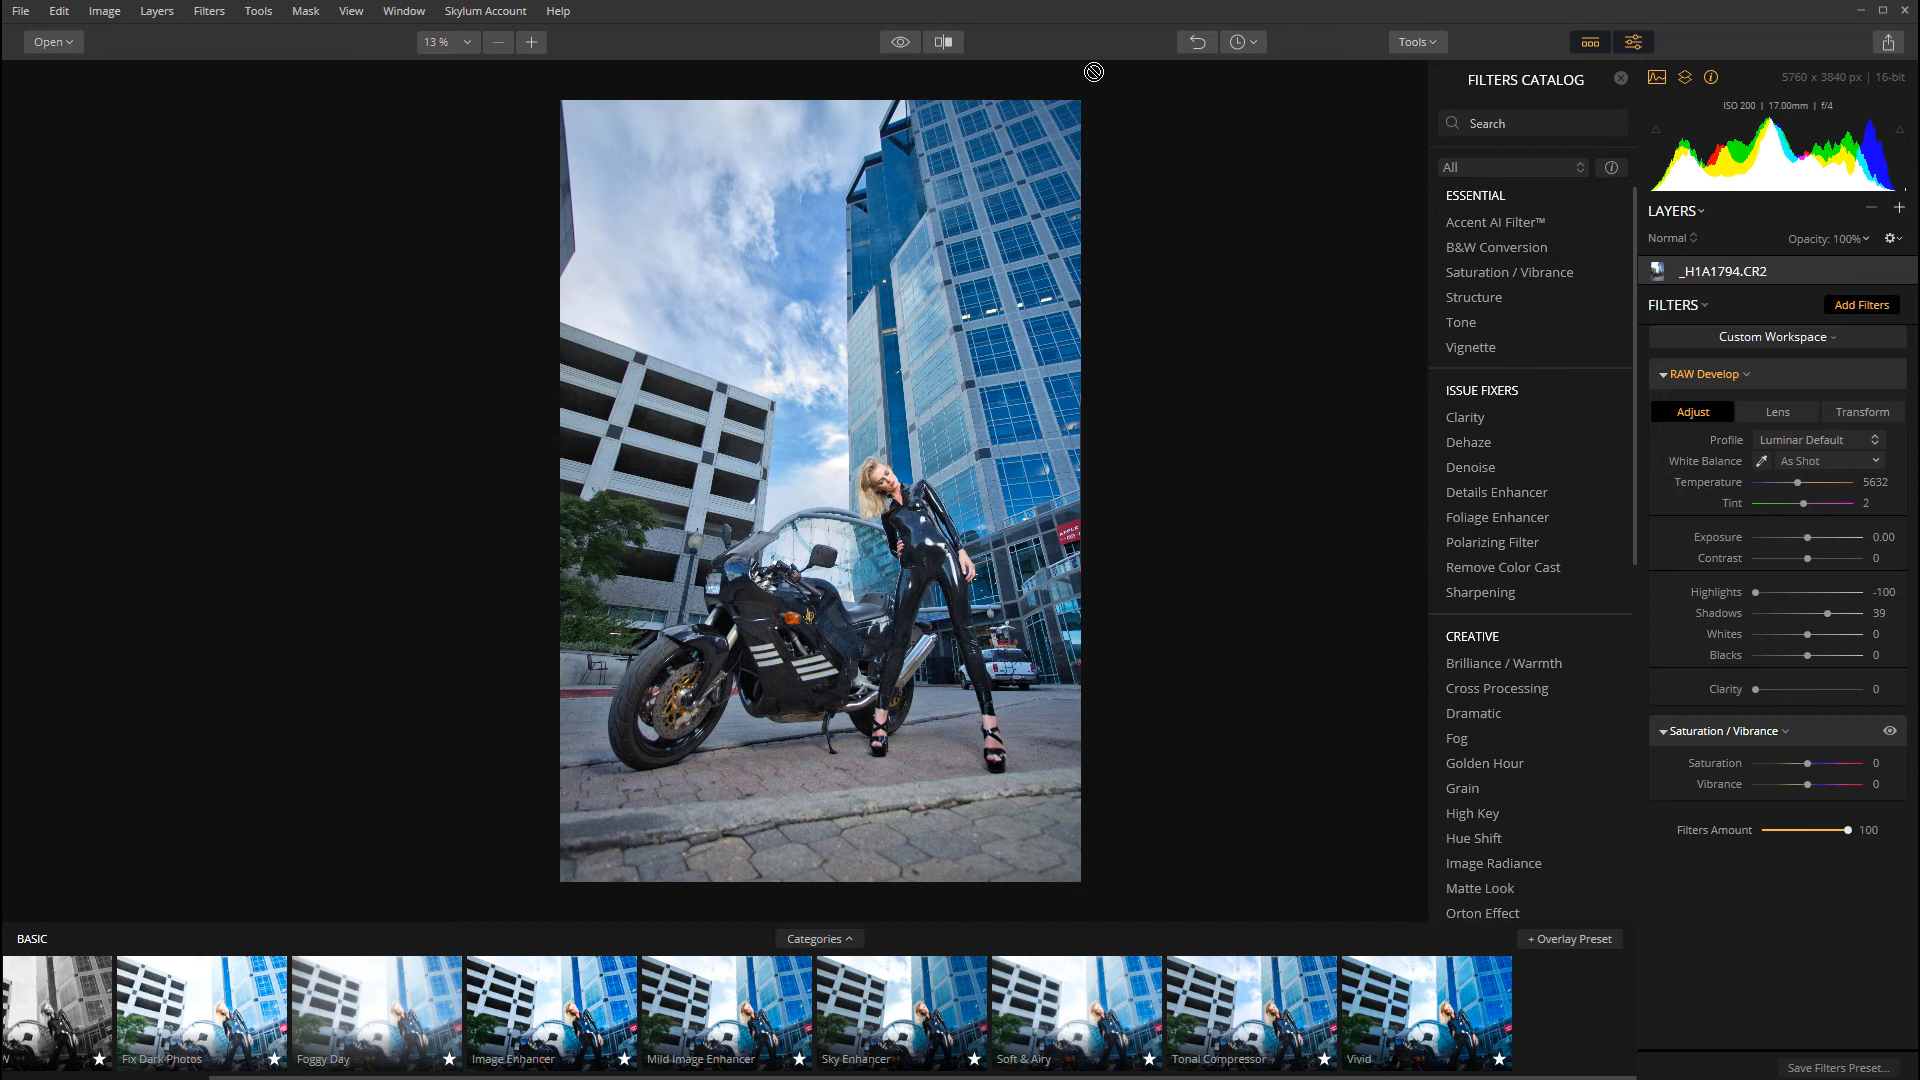 File Edit Image Layers Filters Tools Mask View Window Skylum Account Help
Open 13 % Tools
FILTERS CATALOG
Search
All
ESSENTIAL
Accent AI Filter™
B&W Conversion
Saturation / Vibrance
Structure
Tone
Vignette
ISSUE FIXERS
Clarity
Dehaze
Denoise
Details Enhancer
Foliage Enhancer
Polarizing Filter
Remove Color Cast
Sharpening
CREATIVE
Brilliance / Warmth
Cross Processing
Dramatic
Fog
Golden Hour
Grain
High Key
Hue Shift
Image Radiance
Matte Look
Orton Effect
5760 x 3840 px | 16-bit
ISO 200 | 17.00mm | f/4
LAYERS
Normal Opacity: 100%
_H1A1794.CR2
FILTERS Add Filters
Custom Workspace
RAW Develop
Adjust Lens Transform
Profile Luminar Default
White Balance As Shot
Temperature 5632
Tint 2
Exposure 0.00
Contrast 0
Highlights -100
Shadows 39
Whites 0
Blacks 0
Clarity 0
Saturation / Vibrance
Saturation 0
Vibrance 0
Filters Amount 100
Save Filters Preset...
APPLE
BASIC Categories + Overlay Preset
Fix Dark Photos Foggy Day Image Enhancer Mild Image Enhancer Sky Enhancer Soft & Airy Tonal Compressor Vivid